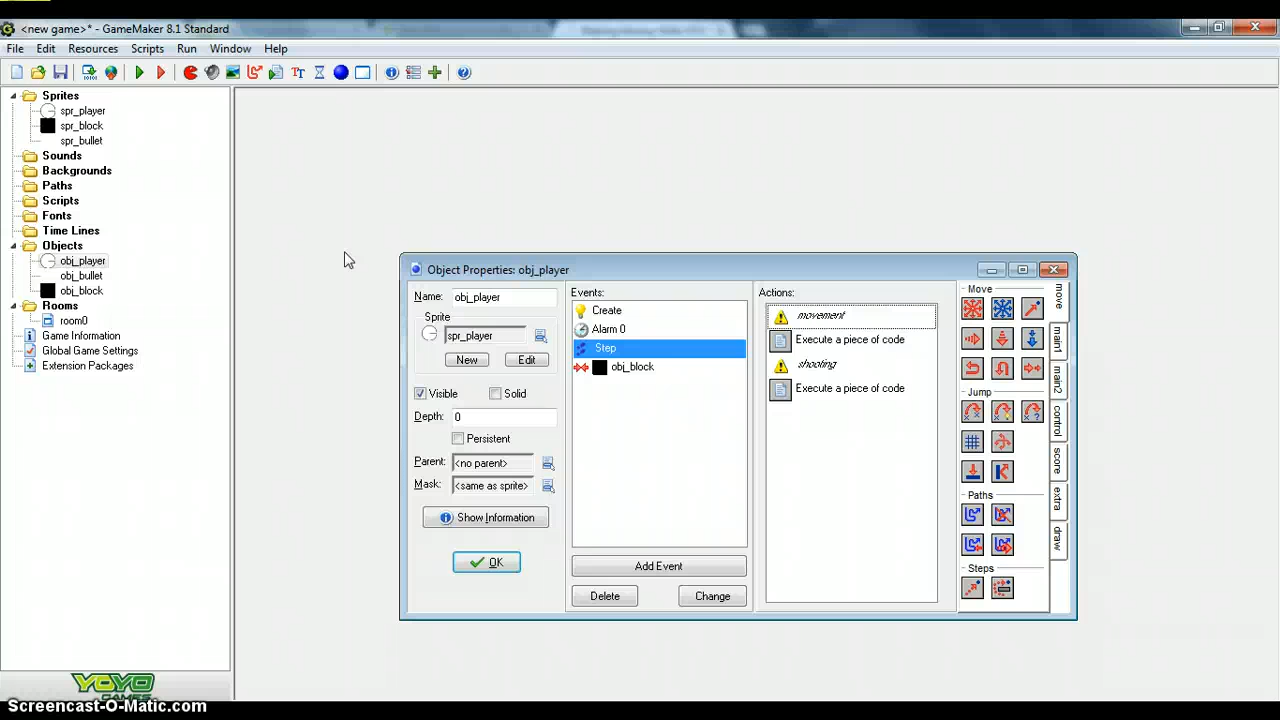 <new game>* - GameMaker 8.1 Standard
File Edit Resources Scripts Run Window Help
Sprites
spr_player
spr_block
spr_bullet
Sounds
Backgrounds
Paths
Scripts
Fonts
Time Lines
Objects
obj_player
obj_bullet
obj_block
Rooms
room0
Game Information
Global Game Settings
Extension Packages
Object Properties: obj_player
Name: obj_player
Sprite
spr_player
New Edit
Visible Solid
Depth: 0
Persistent
Parent: <no parent>
Mask: <same as sprite>
Show Information
OK
Events:
Create
Alarm 0
Step
obj_block
Add Event
Delete Change
Actions:
movement
Execute a piece of code
shooting
Execute a piece of code
Move
Jump
Paths
Steps
move
main1
main2
control
score
extra
draw
YOYO
GAMES
Screencast-O-Matic.com